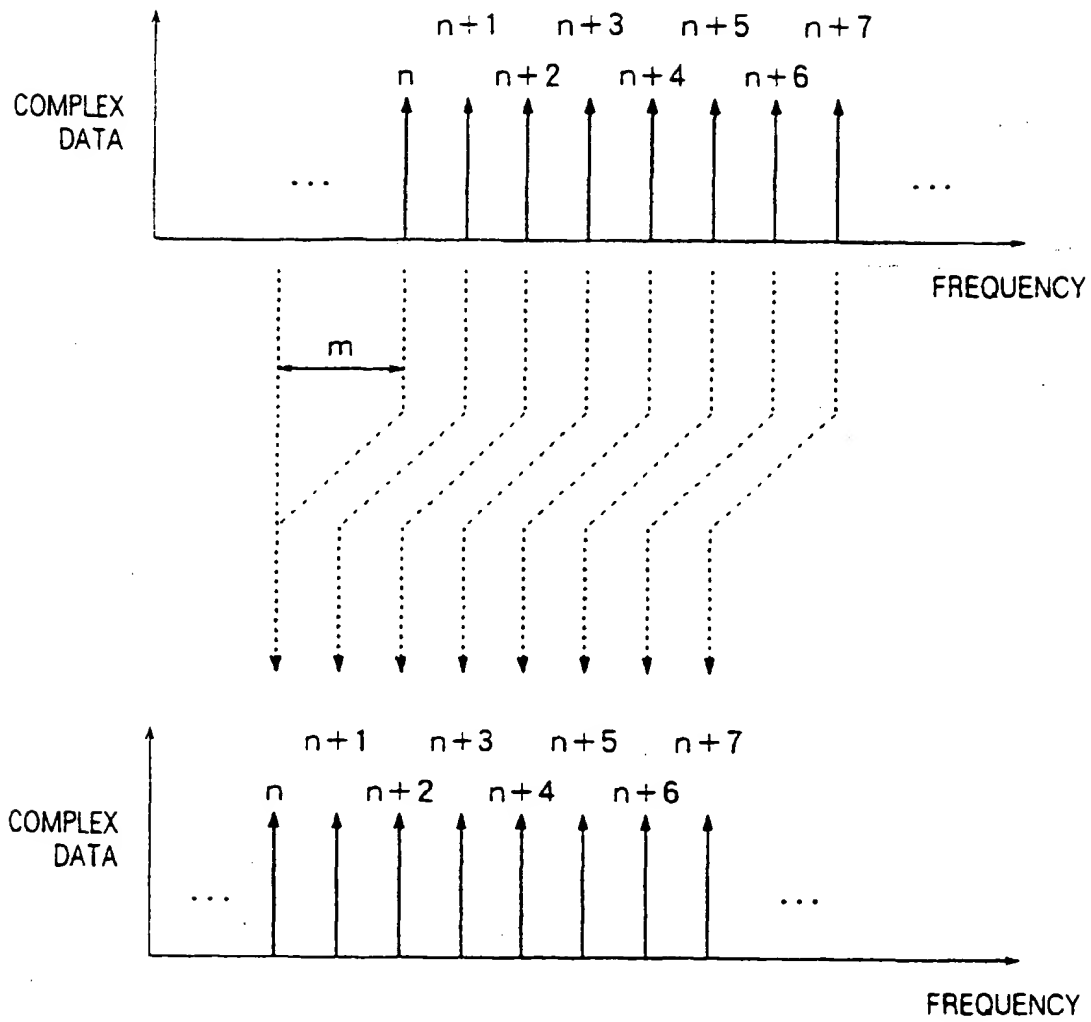 n+1 n+3 n+5 n+7
n n+2 n+4 n+6
COMPLEX
DATA
... ...
FREQUENCY
m
n+1 n+3 n+5 n+7
n n+2 n+4 n+6
COMPLEX
DATA
... ...
FREQUENCY